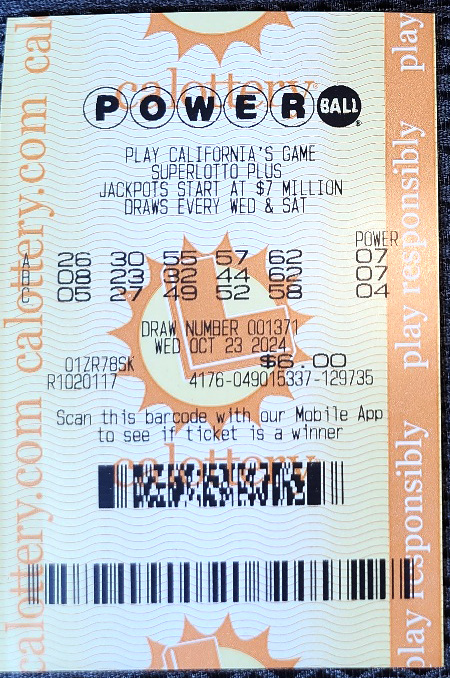 calottery
POWER BALL
PLAY CALIFORNIA'S GAME
SUPERLOTTO PLUS
JACKPOTS START AT $7 MILLION
DRAWS EVERY WED & SAT
POWER
A 26 30 55 57 62 07
B 08 23 32 44 62 07
C 05 27 49 52 58 04
DRAW NUMBER 001371
WED OCT 23 2024
01ZR78SK $6.00
R1020117 4176-049015337-129735
Scan this barcode with our Mobile App
to see if ticket is a winner
calottery
calottery.com calottery.com cal
play responsibly play responsibly play